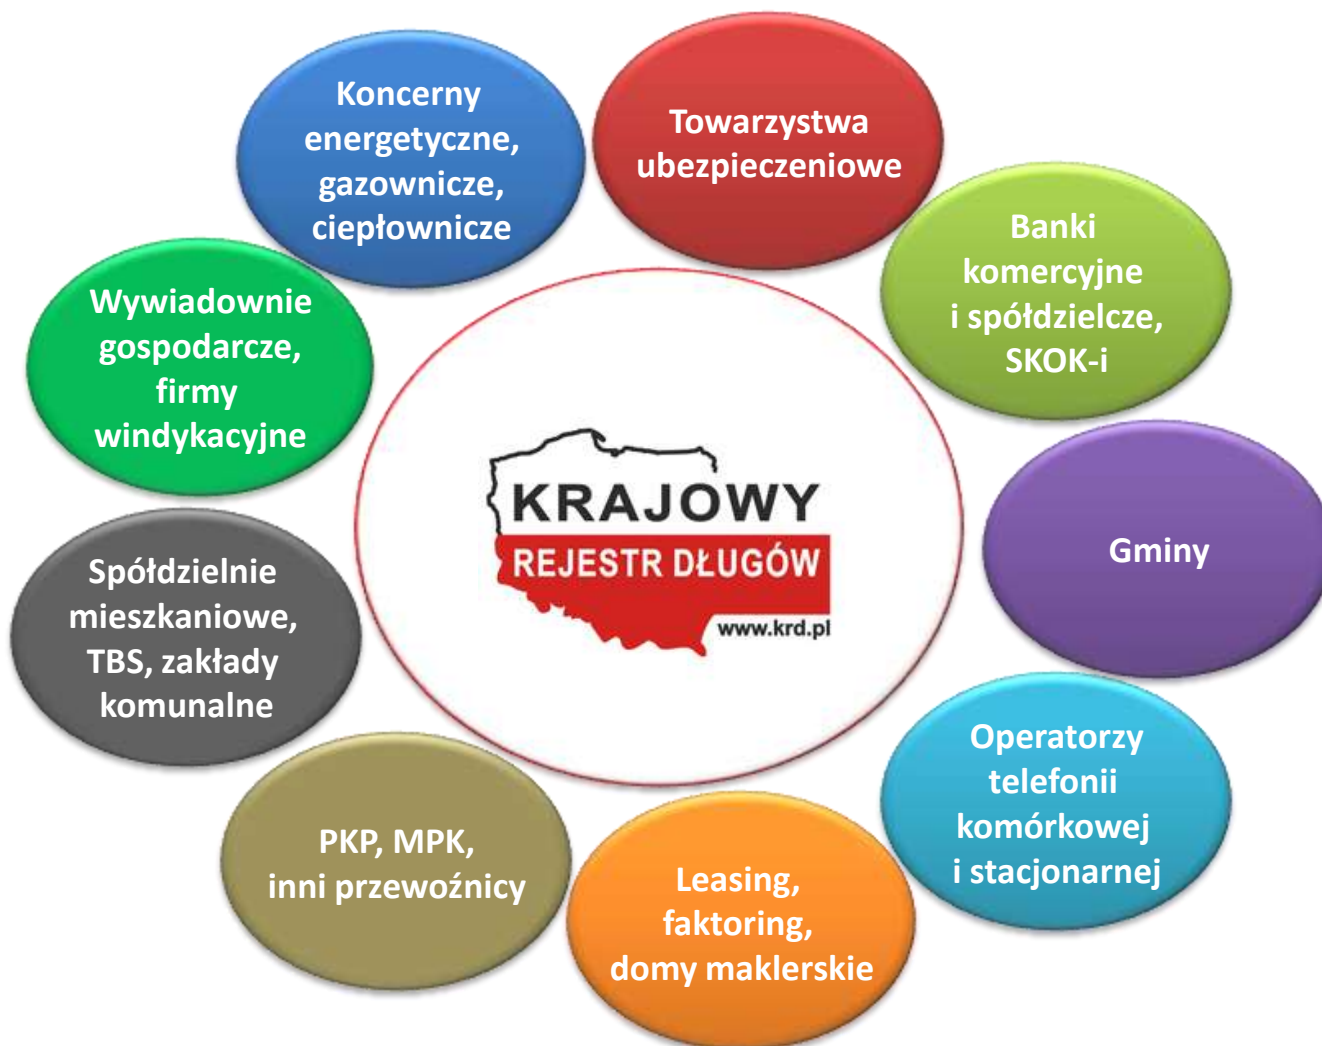 Koncerny
energetyczne,
gazownicze,
ciepłownicze
Towarzystwa
ubezpieczeniowe
Banki
komercyjne
i spółdzielcze,
SKOK-i
Wywiadownie
gospodarcze,
firmy
windykacyjne
KRAJOWY
REJESTR DŁUGÓW
www.krd.pl
Gminy
Spółdzielnie
mieszkaniowe,
TBS, zakłady
komunalne
Operatorzy
telefonii
komórkowej
i stacjonarnej
PKP, MPK,
inni przewoźnicy
Leasing,
faktoring,
domy maklerskie